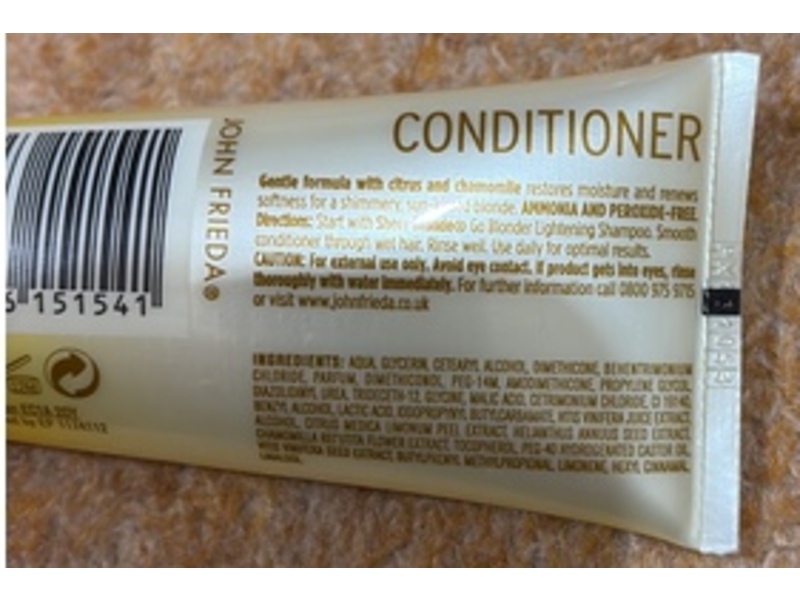 CONDITIONER
JOHN FRIEDA®
Gentle formula with citrus and chamomile restores moisture and renews
softness for a shimmery, blonde. AMMONIA AND PEROXIDE-FREE.
Directions: Start with Go Blonder Lightening Shampoo. Smooth
conditioner through wet hair. Rinse well. Use daily for optimal results.
CAUTION: For external use only. Avoid eye contact. If product gets into eyes, rinse
thoroughly with water immediately. For further information call 0800 975 9715
or visit www.johnfrieda.co.uk
151541
INGREDIENTS: AQUA, GLYCERIN, CETEARYL ALCOHOL, DIMETHICONE, BEHENTRIMONIUM
CHLORIDE, PARFUM, DIMETHICONOL, PEG-14M, AMODIMETHICONE, PROPYLENE GLYCOL,
UREA, TRIDECETH-12, GLYCINE, MALIC ACID, CETRIMONIUM CHLORIDE, CI 19140,
BENZYL ALCOHOL, LACTIC ACID, IODOPROPYNYL BUTYLCARBAMATE, VITIS VINIFERA JUICE EXTRACT,
ALCOHOL, CITRUS MEDICA LIMONUM PEEL EXTRACT, HELIANTHUS ANNUUS SEED EXTRACT,
CHAMOMILLA RECUTITA FLOWER EXTRACT, TOCOPHEROL, PEG-40 HYDROGENATED CASTOR OIL,
VITIS VINIFERA SEED EXTRACT, BUTYLPHENYL METHYLPROPIONAL, LIMONENE, HEXYL CINNAMAL,
LINALOOL.